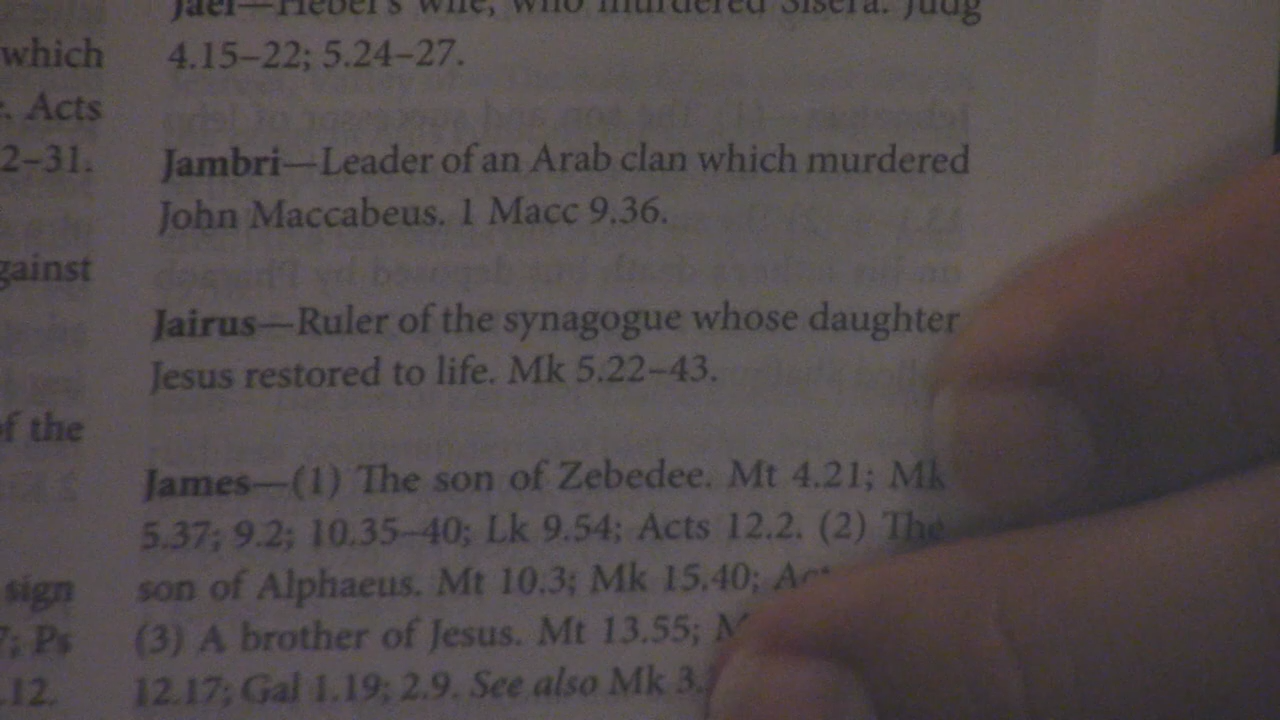 which
. Acts
2–31.
gainst
of the
sign
7; Ps
.12.
Jael—Heber's wife, who murdered Sisera. Judg
4.15–22; 5.24–27.
Jambri—Leader of an Arab clan which murdered
John Maccabeus. 1 Macc 9.36.
Jairus—Ruler of the synagogue whose daughter
Jesus restored to life. Mk 5.22–43.
James—(1) The son of Zebedee. Mt 4.21; Mk
5.37; 9.2; 10.35–40; Lk 9.54; Acts 12.2. (2) The
son of Alphaeus. Mt 10.3; Mk 15.40;
(3) A brother of Jesus. Mt 13.55;
12.17; Gal 1.19; 2.9. See also Mk 3.